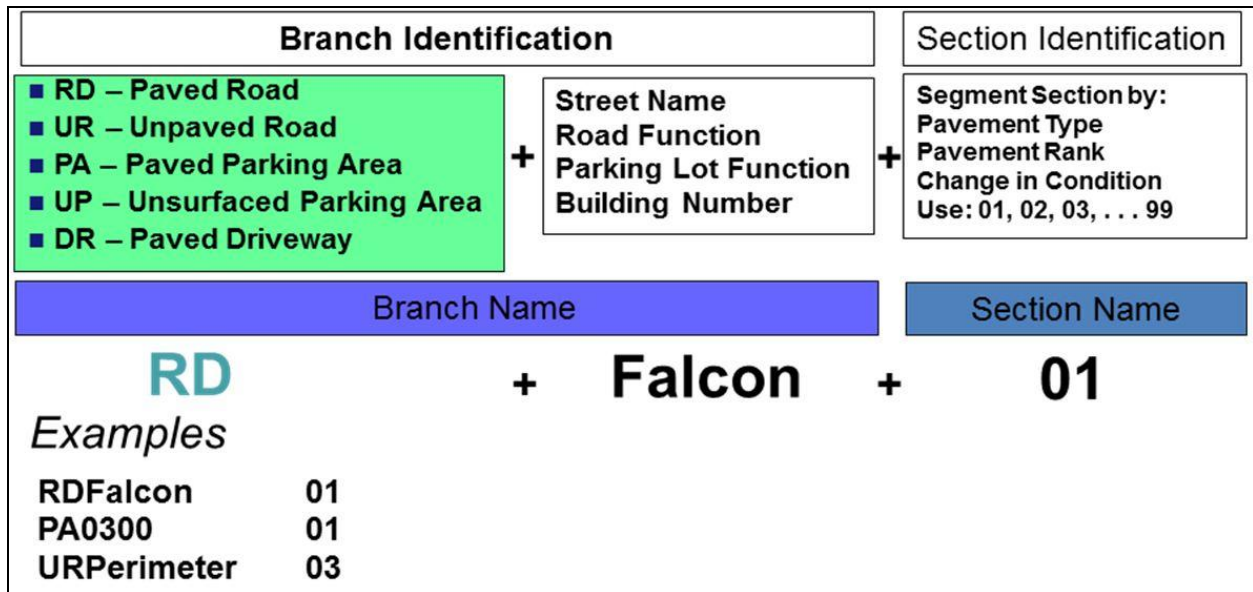 Branch Identification
Section Identification
■ RD – Paved Road
■ UR – Unpaved Road
■ PA – Paved Parking Area
■ UP – Unsurfaced Parking Area
■ DR – Paved Driveway
+
Street Name
Road Function
Parking Lot Function
Building Number
+
Segment Section by:
Pavement Type
Pavement Rank
Change in Condition
Use: 01, 02, 03, . . . 99
Branch Name
Section Name
RD + Falcon + 01
Examples
RDFalcon 01
PA0300 01
URPerimeter 03